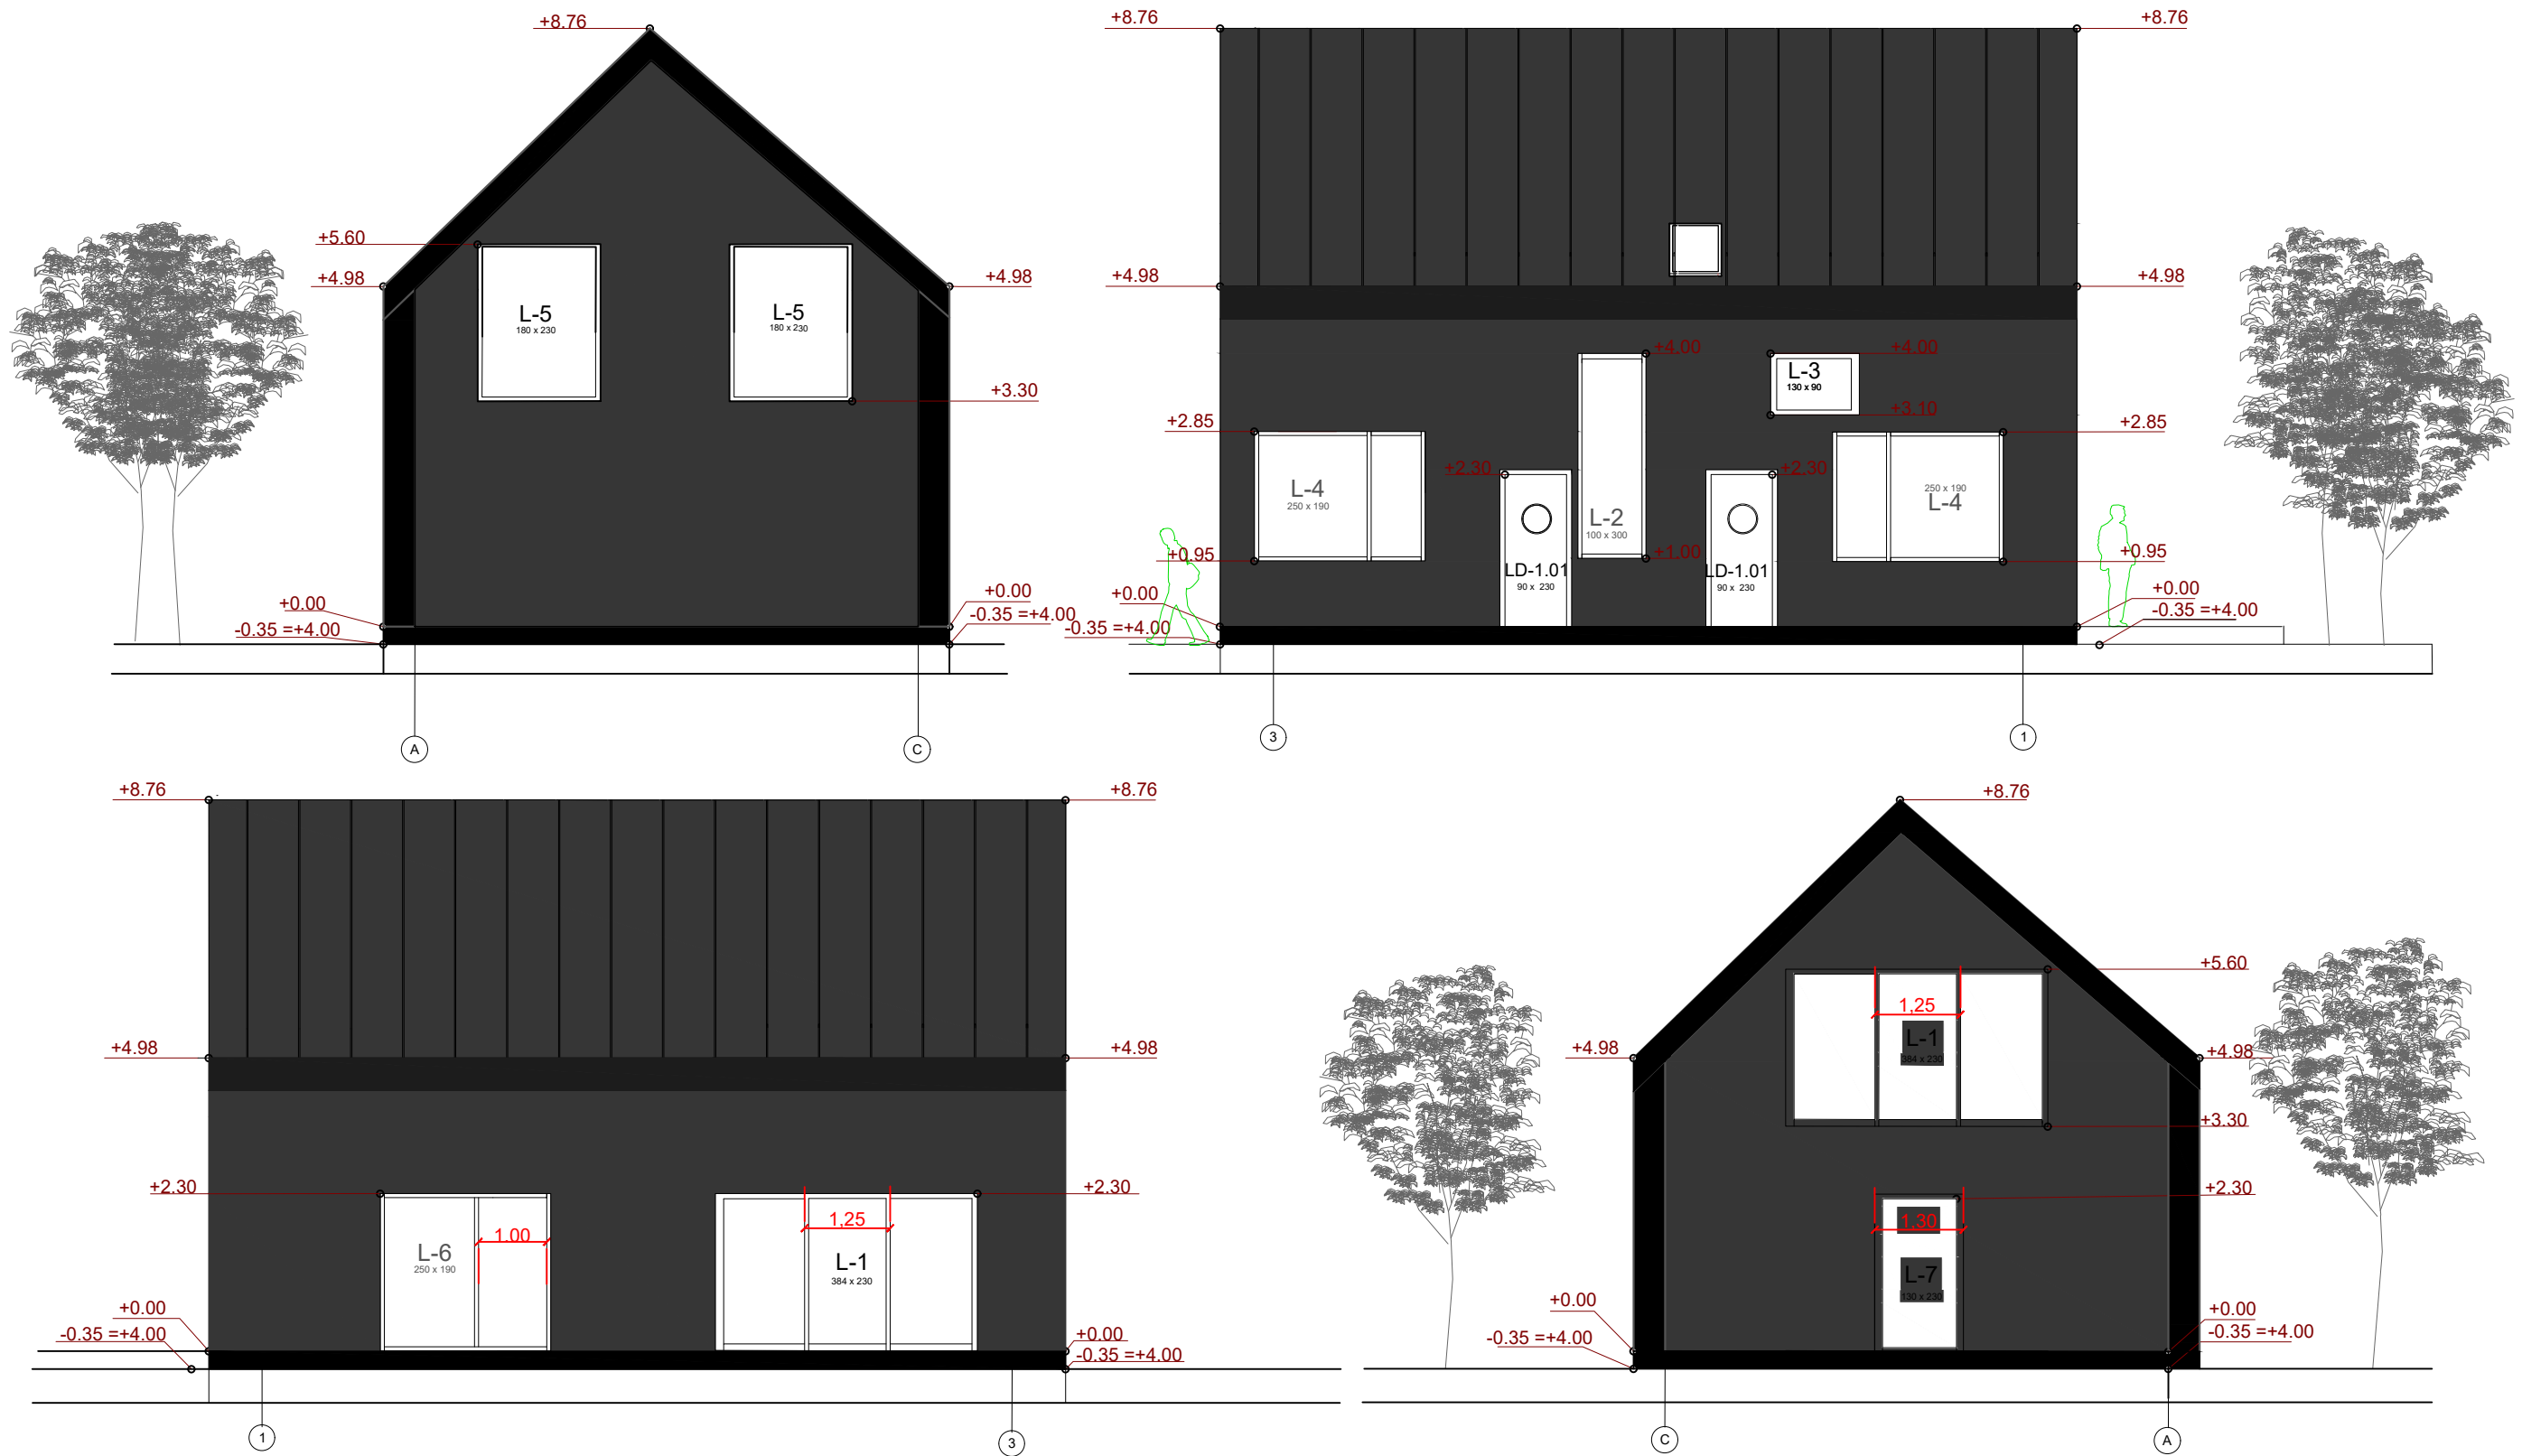 +8.76
+5.60
+4.98
+4.98
L-5
180 x 230
L-5
180 x 230
+3.30
+0.00
-0.35 =+4.00
+0.00
-0.35 =+4.00
A
C
+8.76
+8.76
+4.98
+4.98
+4.00
+4.00
L-3
130 x 90
+3.10
+2.85
+2.85
+2.30
+2.30
L-4
250 x 190
L-2
100 x 300
250 x 190
L-4
+1.00
+0.95
+0.95
LD-1.01
90 x 230
LD-1.01
90 x 230
+0.00
-0.35 =+4.00
+0.00
-0.35 =+4.00
3
1
+8.76
+8.76
+4.98
+4.98
+2.30
+2.30
L-6
250 x 190
1.00
1,25
L-1
384 x 230
+0.00
-0.35 =+4.00
+0.00
-0.35 =+4.00
1
3
+8.76
+5.60
1,25
L-1
384 x 230
+4.98
+4.98
+3.30
+2.30
1.30
L-7
130 x 230
+0.00
-0.35 =+4.00
+0.00
-0.35 =+4.00
C
A